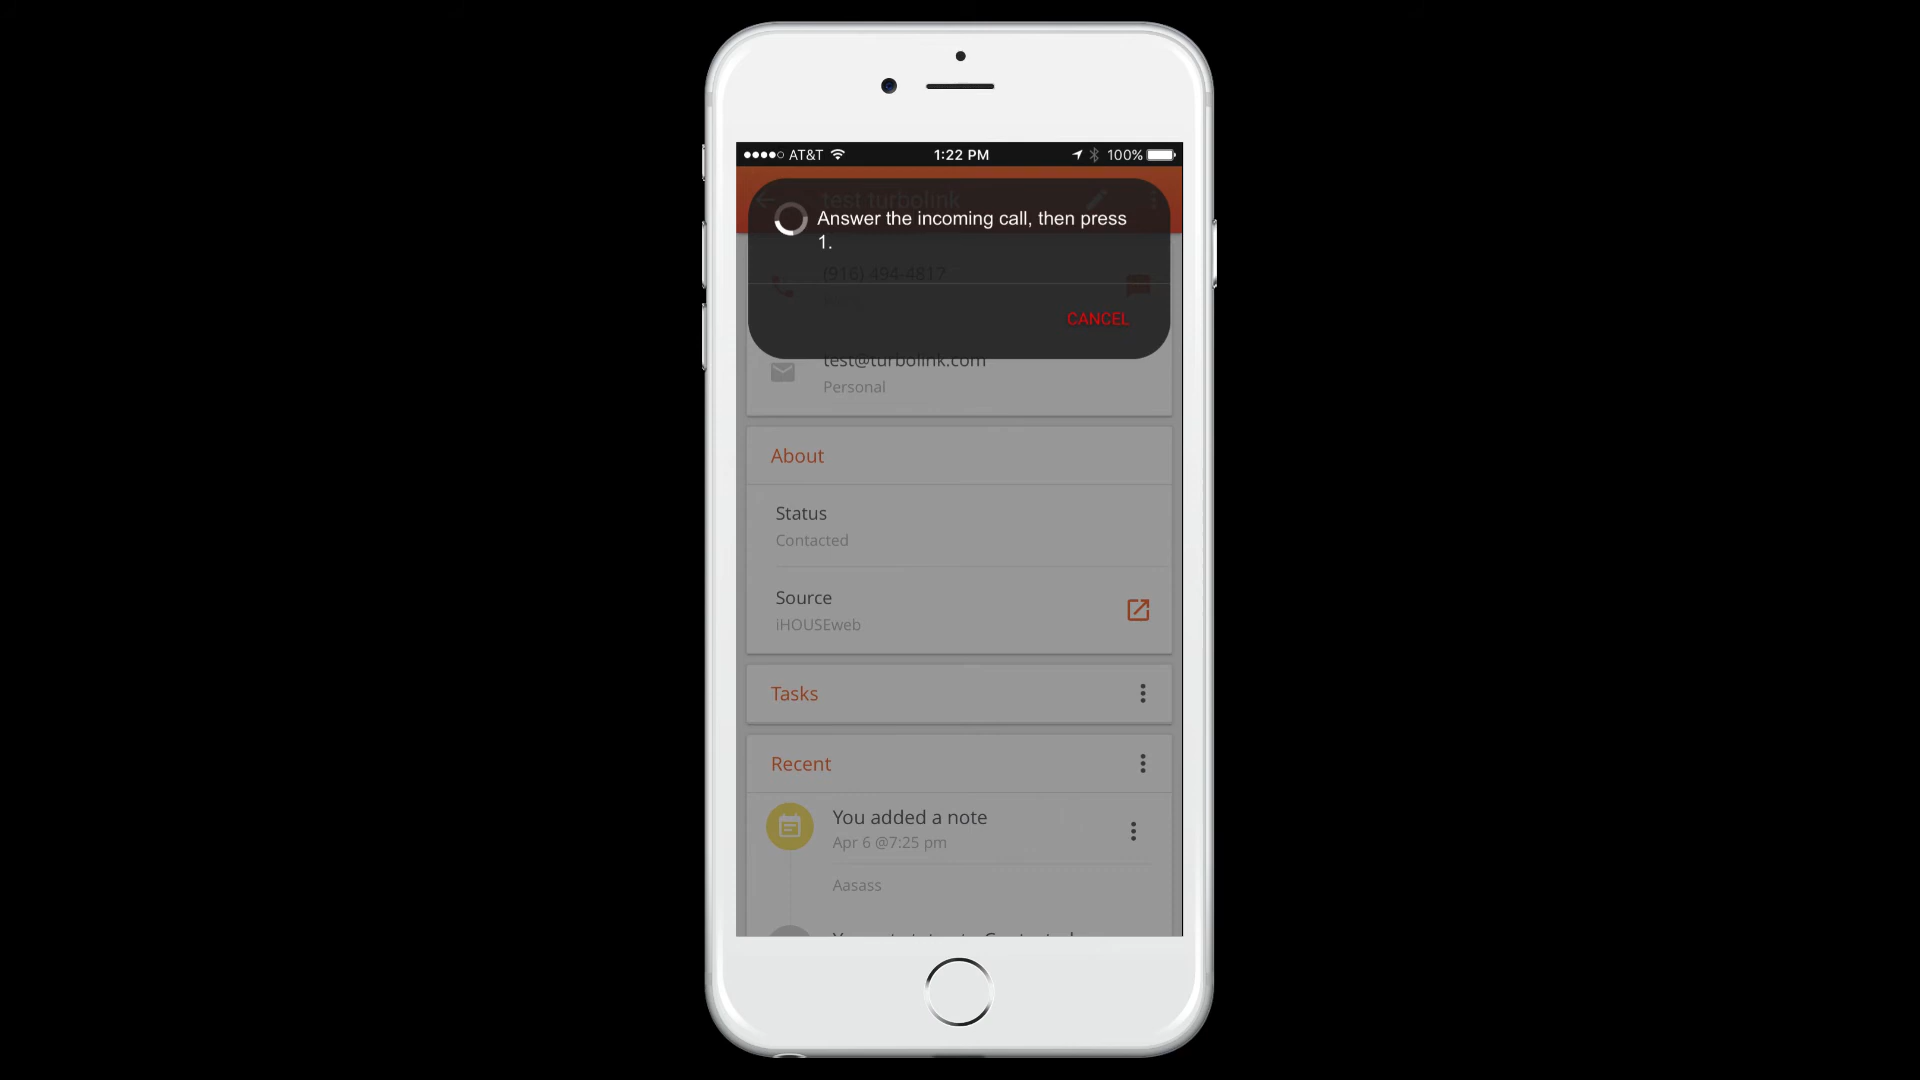 AT&T 1:22 PM 100%
test turbolink
Answer the incoming call, then press
1.
(916) 494-4817
CANCEL
test@turbolink.com
Personal
About
Status
Contacted
Source
iHOUSEweb
Tasks
Recent
You added a note
Apr 6 @7:25 pm
Aasass